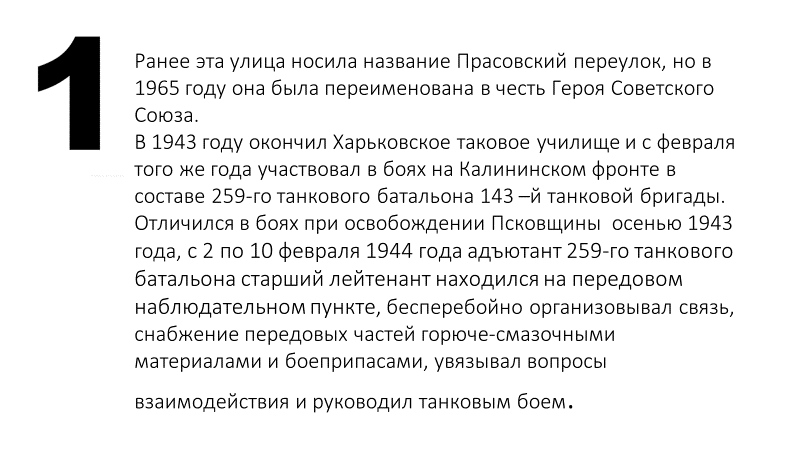 1
Ранее эта улица носила название Прасовский переулок, но в
1965 году она была переименована в честь Героя Советского
Союза.
В 1943 году окончил Харьковское таковое училище и с февраля
того же года участвовал в боях на Калининском фронте в
составе 259-го танкового батальона 143 –й танковой бригады.
Отличился в боях при освобождении Псковщины  осенью 1943
года, с 2 по 10 февраля 1944 года адъютант 259-го танкового
батальона старший лейтенант находился на передовом
наблюдательном пункте, бесперебойно организовывал связь,
снабжение передовых частей горюче-смазочными
материалами и боеприпасами, увязывал вопросы
взаимодействия и руководил танковым боем.